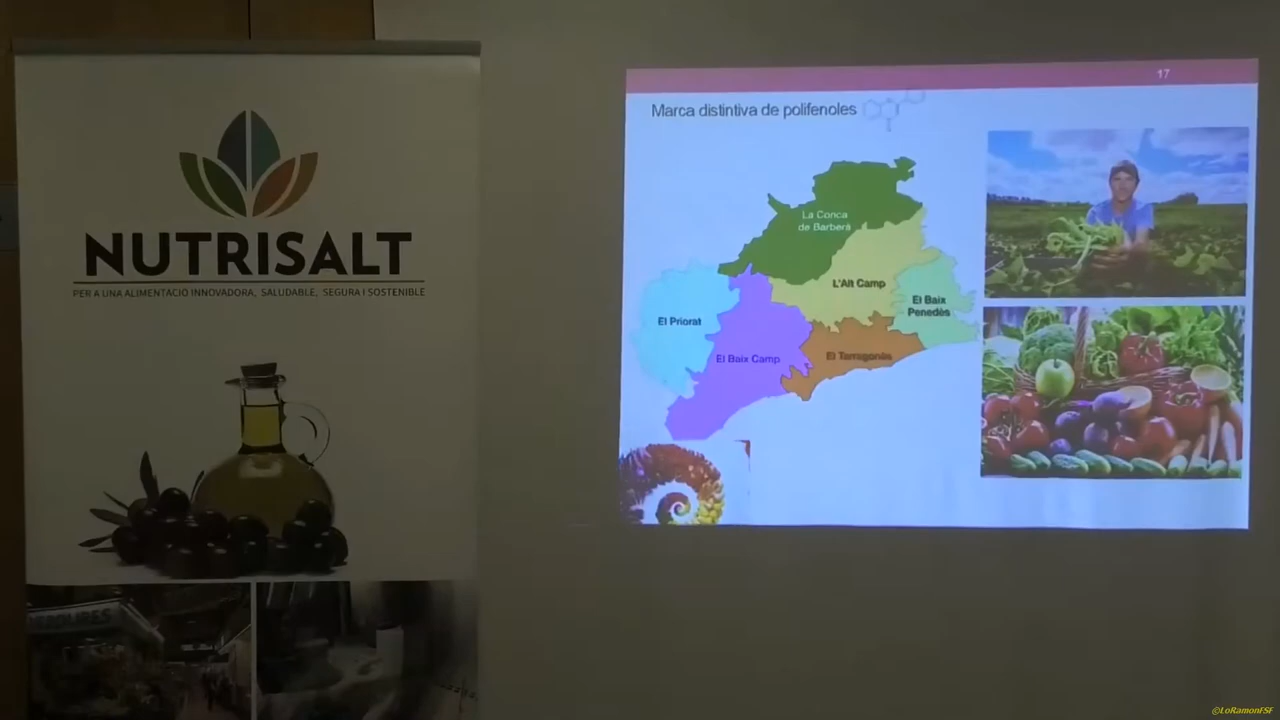 NUTRISALT
PER A UNA ALIMENTACIÓ INNOVADORA, SALUDABLE, SEGURA I SOSTENIBLE
17
Marca distintiva de polifenoles
La Conca
de Barberà
L'Alt Camp
El Baix
Penedès
El Priorat
El Baix Camp
El Tarragonès
©LoRamonFSF